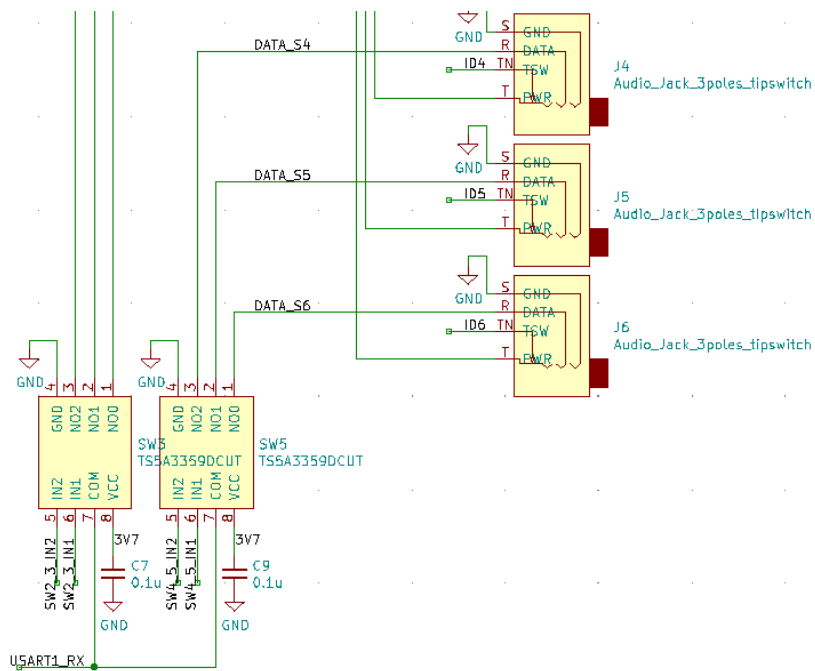 S
GND
GND
DATA_S4
R
DATA
ID4
TN
TSW
J4
Audio_Jack_3poles_tipswitch
T
PWR
S
GND
GND
DATA_S5
R
DATA
ID5
TN
TSW
J5
Audio_Jack_3poles_tipswitch
T
PWR
S
GND
GND
DATA_S6
R
DATA
ID6
TN
TSW
J6
Audio_Jack_3poles_tipswitch
T
PWR
GND
4
3
2
1
GND
NO2
NO1
NO0
SW3
TS5A3359DCUT
IN2
IN1
COM
VCC
5
6
7
8
GND
4
3
2
1
GND
NO2
NO1
NO0
SW5
TS5A3359DCUT
IN2
IN1
COM
VCC
5
6
7
8
SW2_3_IN2
SW2_3_IN1
3V7
C7
0.1u
GND
SW4_5_IN2
SW4_5_IN1
3V7
C9
0.1u
GND
USART1_RX